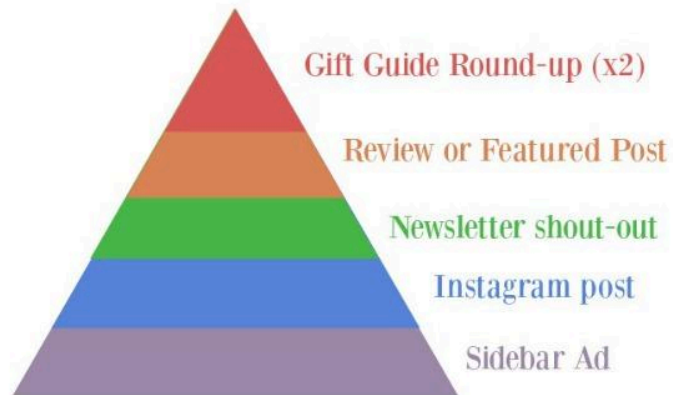 Gift Guide Round-up (x2)
Review or Featured Post
Newsletter shout-out
Instagram post
Sidebar Ad